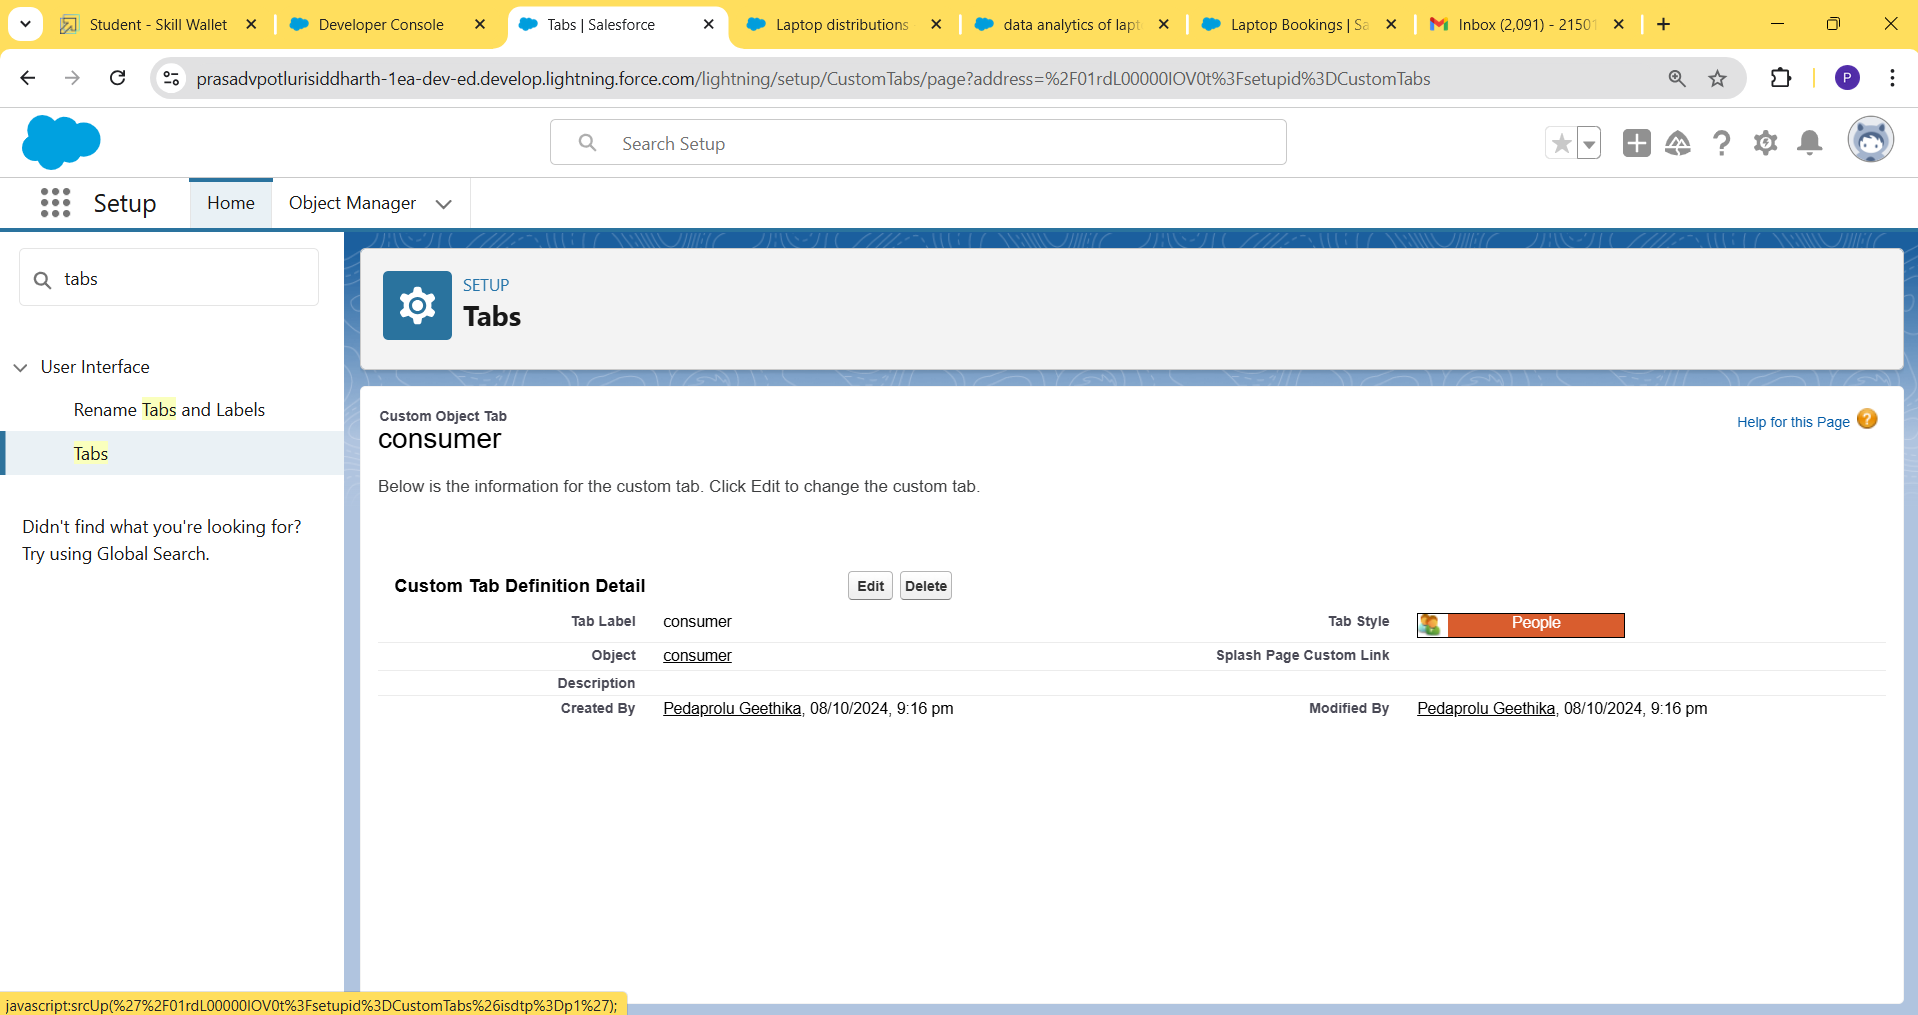 Student - Skill Wallet
Developer Console
Tabs | Salesforce
Laptop distributions
data analytics of lapt
Laptop Bookings | Sa
Inbox (2,091) - 21501
prasadvpotlurisiddharth-1ea-dev-ed.develop.lightning.force.com/lightning/setup/CustomTabs/page?address=%2F01rdL00000IOV0t%3Fsetupid%3DCustomTabs
P
Search Setup
Setup
Home
Object Manager
tabs
User Interface
Rename Tabs and Labels
Tabs
Didn't find what you're looking for?
Try using Global Search.
SETUP
Tabs
Custom Object Tab
consumer
Help for this Page ?
Below is the information for the custom tab. Click Edit to change the custom tab.
Custom Tab Definition Detail
Edit
Delete
Tab Label consumer
Tab Style People
Object consumer
Splash Page Custom Link
Description
Created By Pedaprolu Geethika, 08/10/2024, 9:16 pm
Modified By Pedaprolu Geethika, 08/10/2024, 9:16 pm
javascript:srcUp(%27%2F01rdL00000IOV0t%3Fsetupid%3DCustomTabs%26isdtp%3Dp1%27);